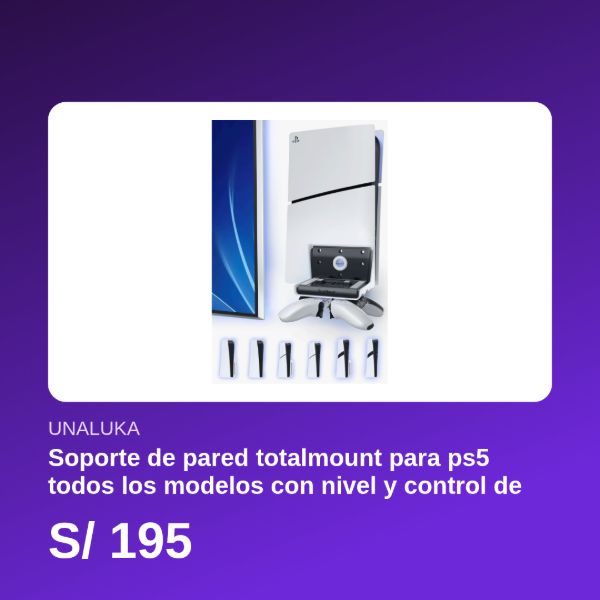 UNALUKA
Soporte de pared totalmount para ps5
todos los modelos con nivel y control de
S/ 195